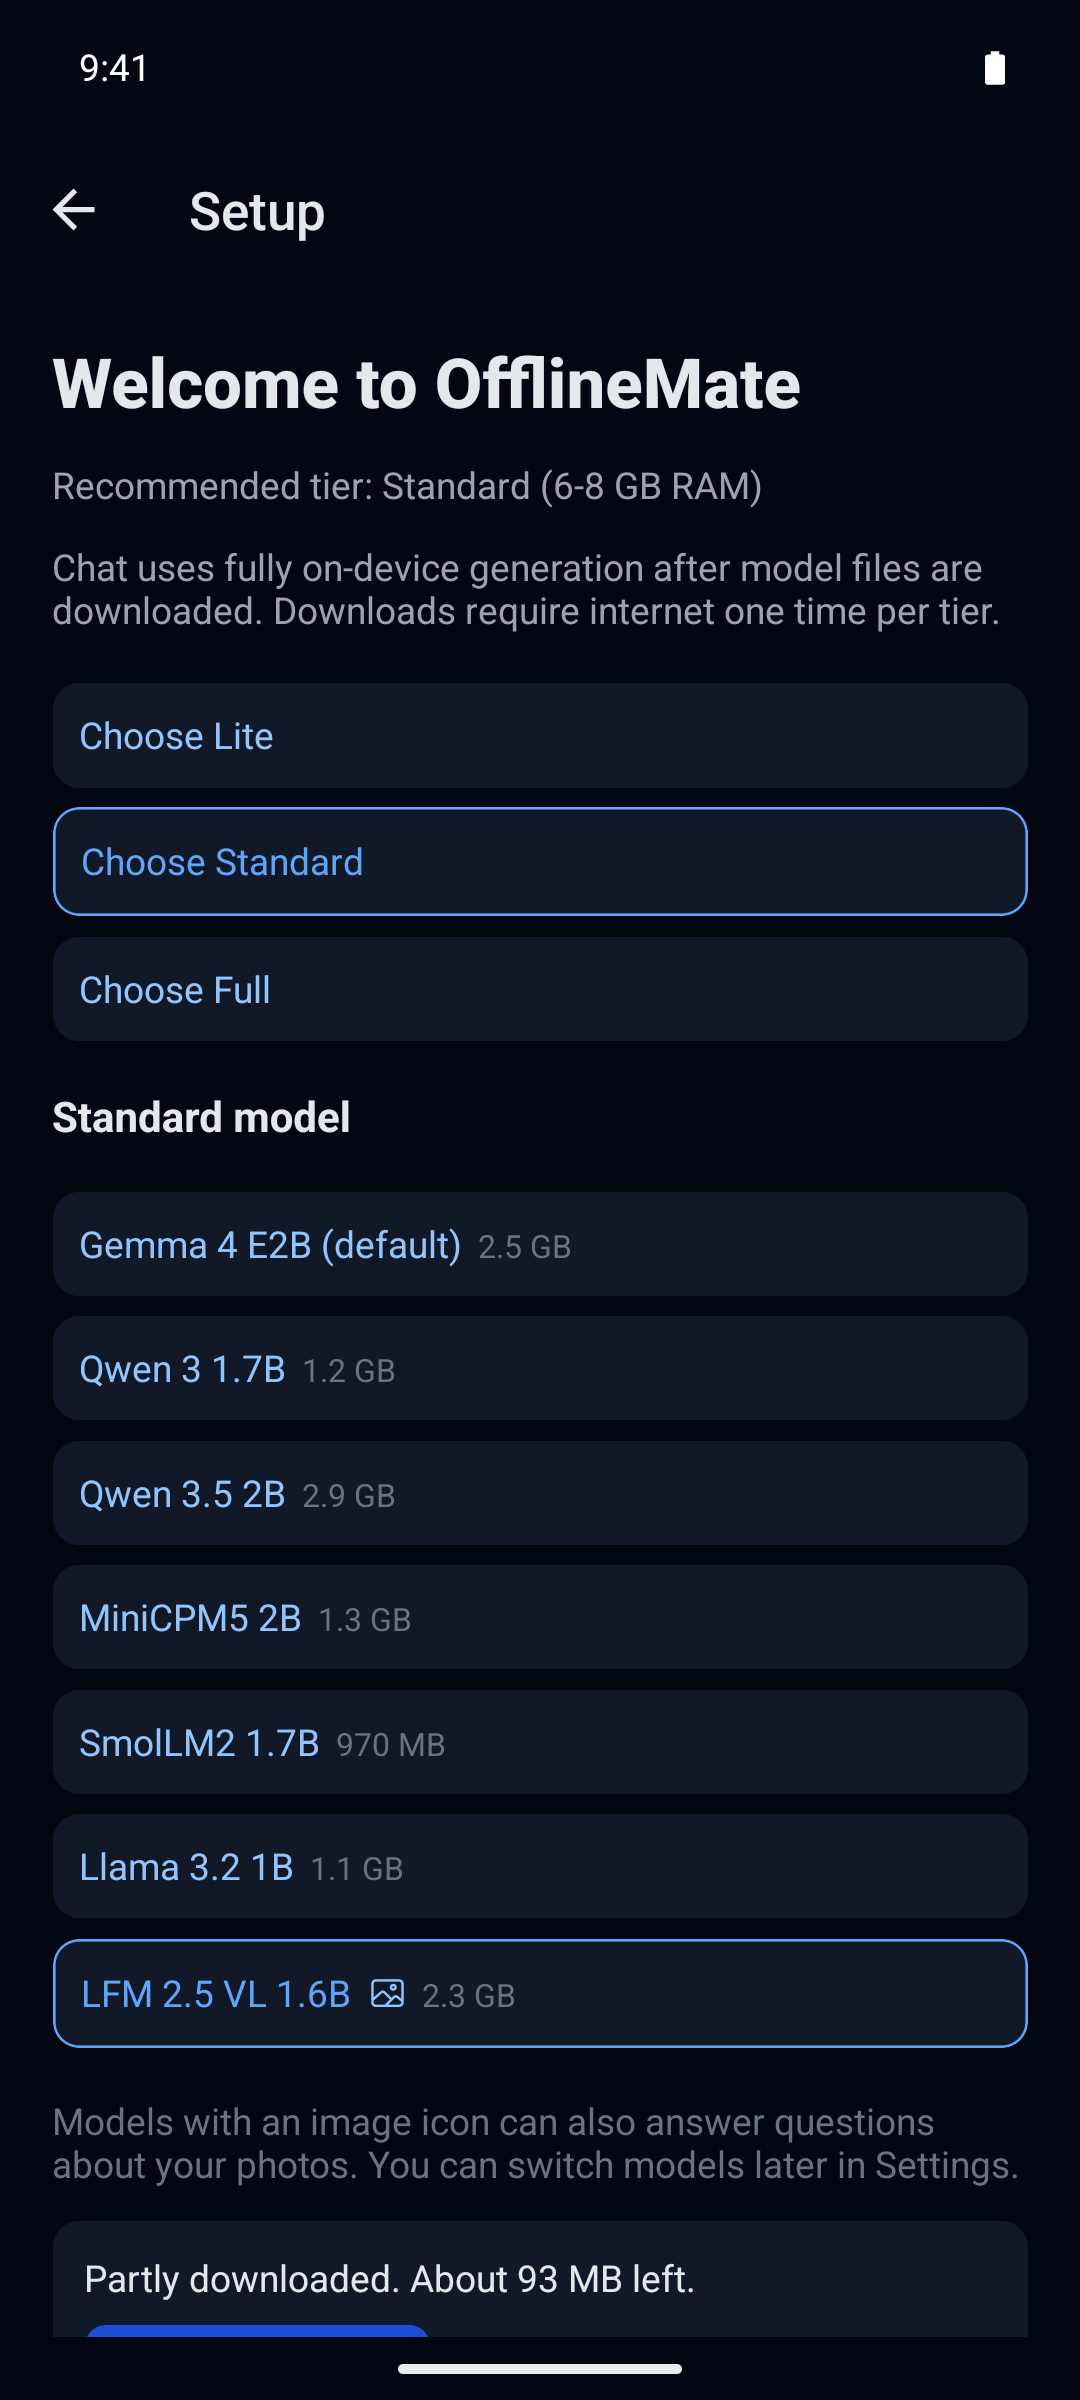 9:41
Setup
Welcome to OfflineMate
Recommended tier: Standard (6-8 GB RAM)
Chat uses fully on-device generation after model files are
downloaded. Downloads require internet one time per tier.
Choose Lite
Choose Standard
Choose Full
Standard model
Gemma 4 E2B (default) 2.5 GB
Qwen 3 1.7B 1.2 GB
Qwen 3.5 2B 2.9 GB
MiniCPM5 2B 1.3 GB
SmolLM2 1.7B 970 MB
Llama 3.2 1B 1.1 GB
LFM 2.5 VL 1.6B 2.3 GB
Models with an image icon can also answer questions
about your photos. You can switch models later in Settings.
Partly downloaded. About 93 MB left.